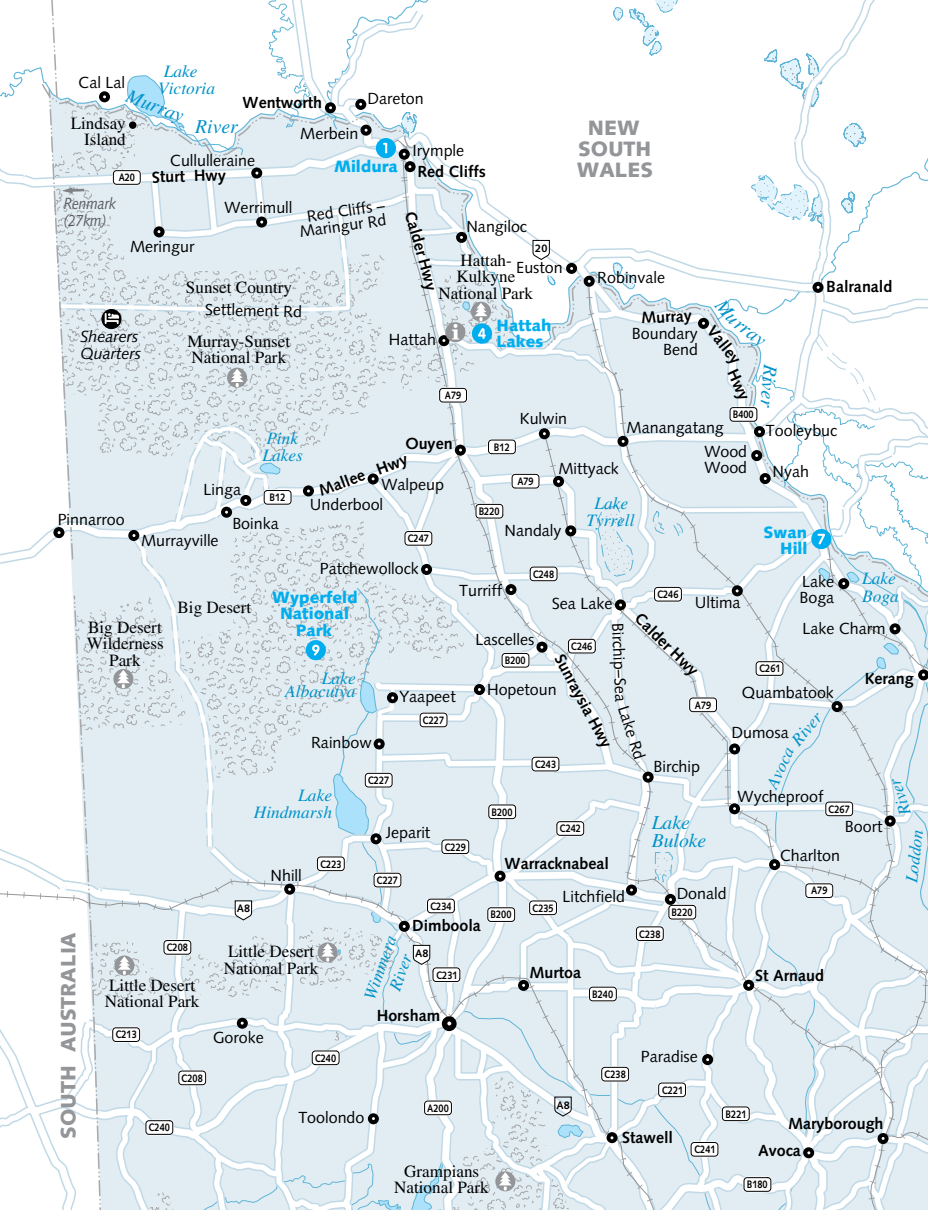 Cal Lal
Lake
Victoria
Murray
River
Wentworth
Dareton
Lindsay
Island
Merbein
1
Mildura
Irymple
Red Cliffs
NEW
SOUTH
WALES
Cullulleraine
A20
Sturt Hwy
Renmark
(27km)
Werrimull
Red Cliffs –
Maringur Rd
Meringur
Calder Hwy
Nangiloc
20
Euston
Robinvale
Hattah-
Kulkyne
National Park
Balranald
Sunset Country
Settlement Rd
Shearers
Quarters
Murray-Sunset
National Park
Hattah
i
4
Hattah
Lakes
Murray
Valley Hwy
Boundary
Bend
Murray
River
A79
B400
Kulwin
Manangatang
Tooleybuc
Wood
Wood
Nyah
Ouyen
B12
Pink
Lakes
Mallee Hwy
Walpeup
A79
Mittyack
Linga
B12
Underbool
Boinka
B220
Lake
Tyrrell
Nandaly
Pinnarroo
Murrayville
C247
Swan
Hill
7
Patchewollock
C248
Turriff
Sea Lake
C246
Ultima
Lake
Boga
Lake
Boga
Big Desert
Wyperfeld
National
Park
9
Big Desert
Wilderness
Park
Lascelles
C246
B200
Calder Hwy
Birchip–Sea Lake Rd
Sunraysia Hwy
Lake Charm
C261
Kerang
Lake
Albacutya
Yaapeet
Hopetoun
Quambatook
C227
A79
Rainbow
Dumosa
Avoca River
C243
Birchip
C227
Lake
Hindmarsh
Wycheproof
C267
B200
C242
Lake
Buloke
Boort
Loddon
River
Jeparit
C229
Charlton
C223
Warracknabeal
Nhill
C227
Litchfield
Donald
A79
A8
C234
B200
C235
B220
Dimboola
C238
C208
Little Desert
National Park
Wimmera
River
A8
C231
Murtoa
St Arnaud
Little Desert
National Park
B240
SOUTH AUSTRALIA
Horsham
C213
Goroke
C240
Paradise
C208
C238
C221
A200
A8
B221
Toolondo
C240
Stawell
Maryborough
C241
Avoca
Grampians
National Park
B180